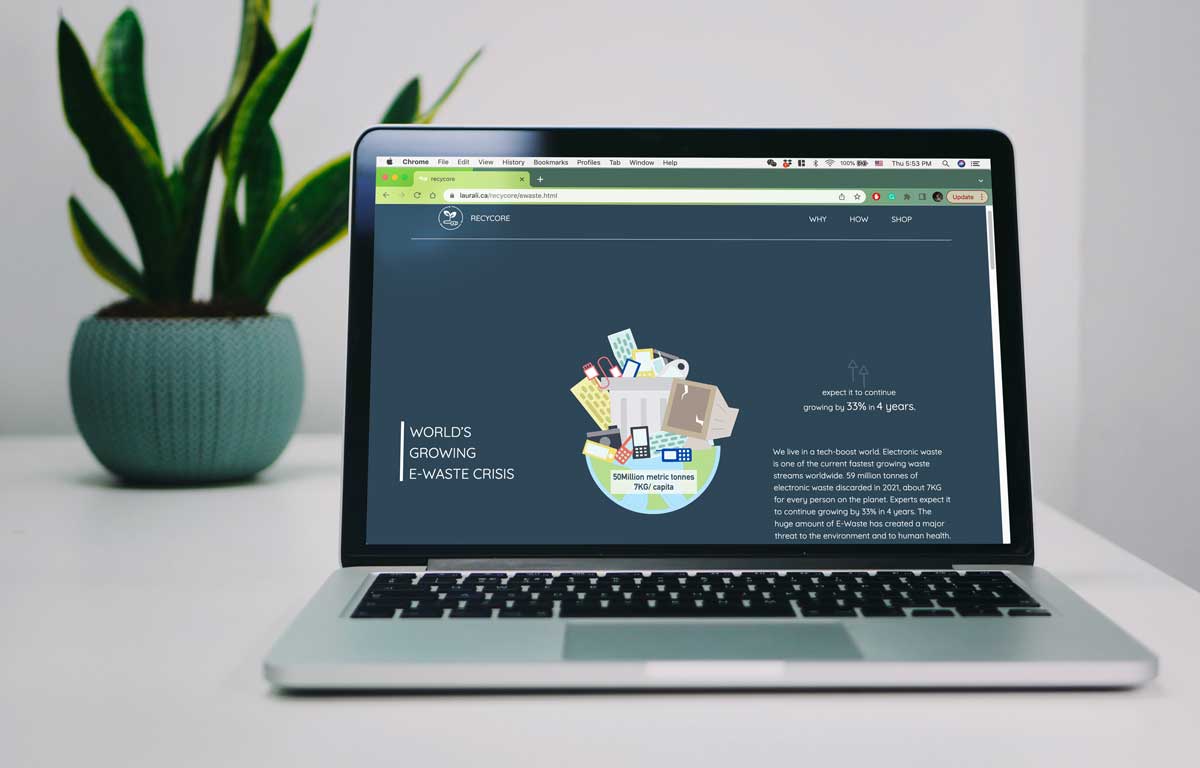 Chrome File Edit View History Bookmarks Profiles Tab Window Help
100% Thu 5:53 PM
recycore
laurali.ca/recycore/ewaste.html
Update
RECYCORE
WHY HOW SHOP
WORLD'S
GROWING
E-WASTE CRISIS
50Million metric tonnes
7KG/ capita
expect it to continue
growing by 33% in 4 years.
We live in a tech-boost world. Electronic waste
is one of the current fastest growing waste
streams worldwide. 59 million tonnes of
electronic waste discarded in 2021, about 7KG
for every person on the planet. Experts expect it
to continue growing by 33% in 4 years. The
huge amount of E-Waste has created a major
threat to the environment and to human health.